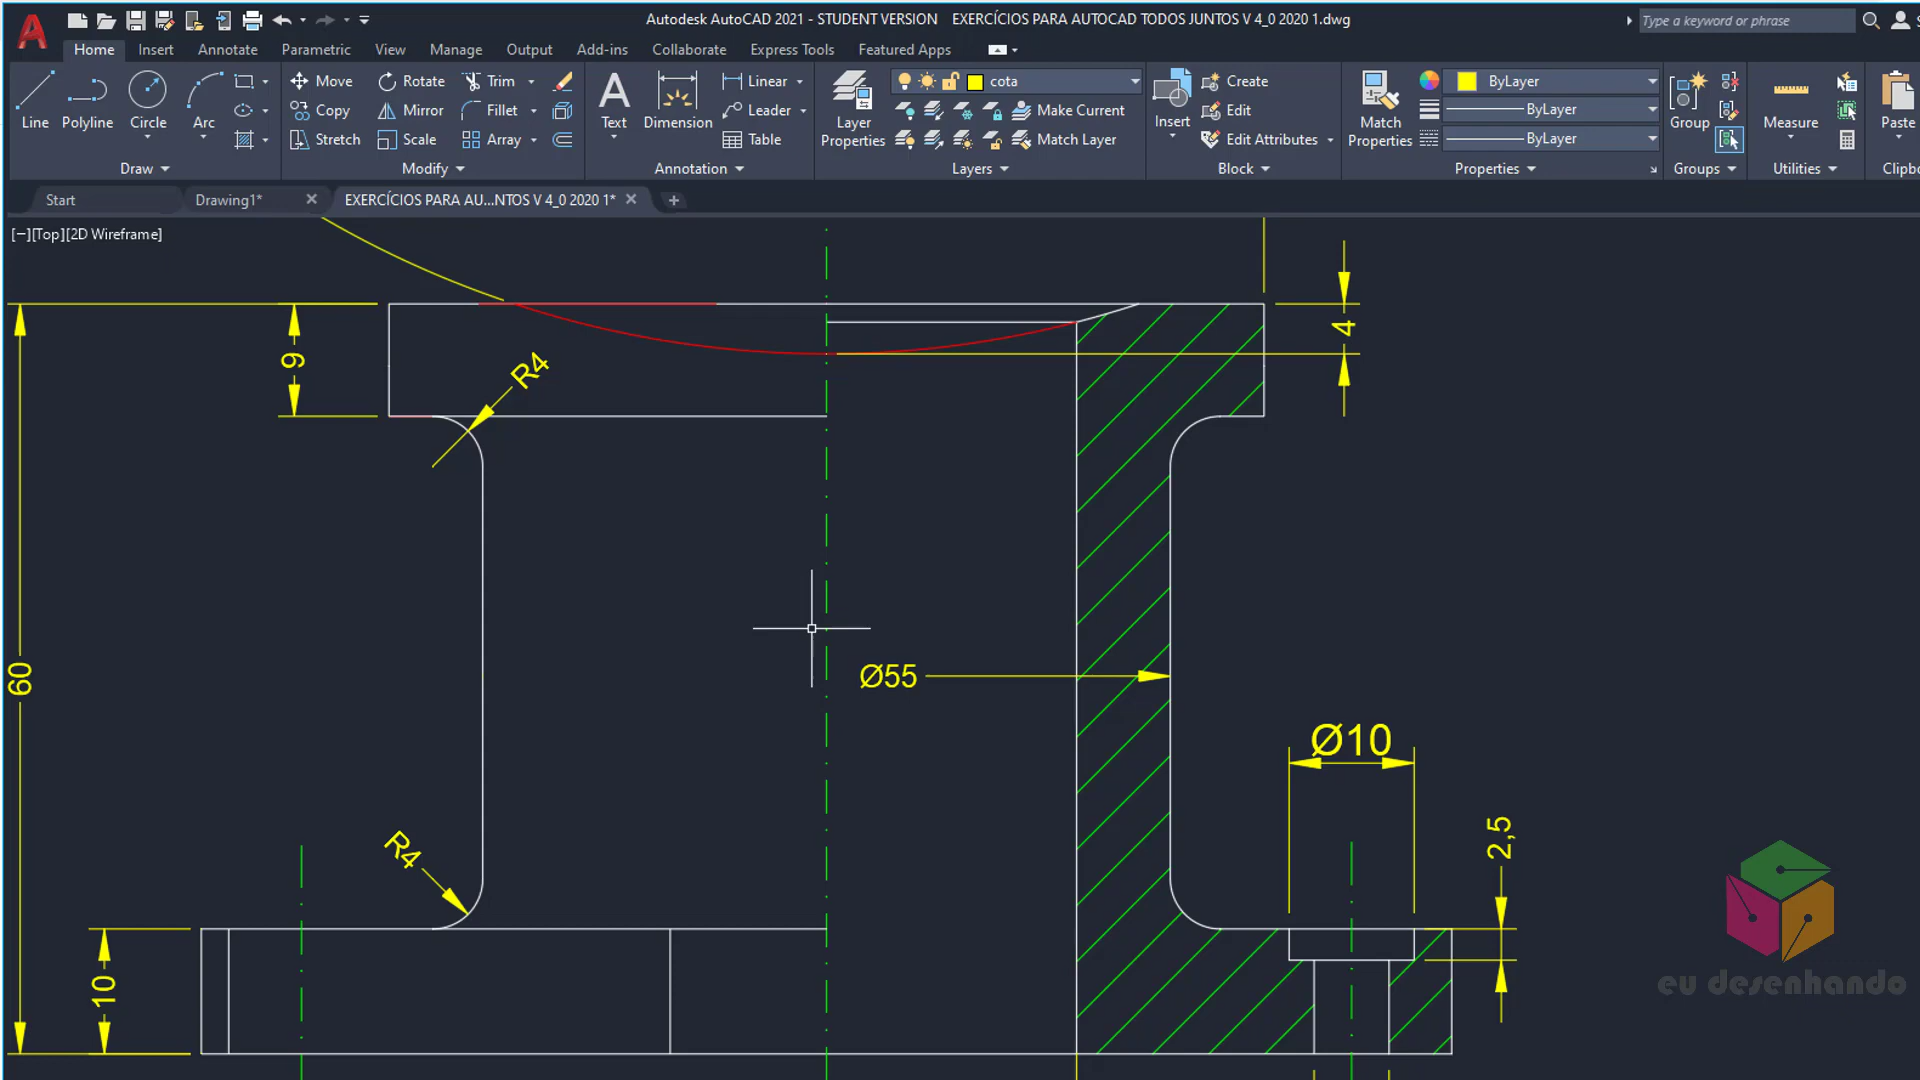 Autodesk AutoCAD 2021 - STUDENT VERSION EXERCÍCIOS PARA AUTOCAD TODOS JUNTOS V 4_0 2020 1.dwg
Type a keyword or phrase
S
Home Insert Annotate Parametric View Manage Output Add-ins Collaborate Express Tools Featured Apps
Line Polyline Circle Arc
Draw
Move Rotate Trim
Copy Mirror Fillet
Stretch Scale Array
Modify
Text Dimension
Linear
Leader
Table
Annotation
Layer Properties
cota
Make Current
Match Layer
Layers
Insert
Create
Edit
Edit Attributes
Block
Match Properties
ByLayer
ByLayer
ByLayer
Properties
Group
Groups
Measure
Utilities
Paste
Clipb
Start
Drawing1*
EXERCÍCIOS PARA AU...NTOS V 4_0 2020 1*
[−][Top][2D Wireframe]
4
9
R4
60
Ø55
Ø10
2,5
R4
10
eu desenhando